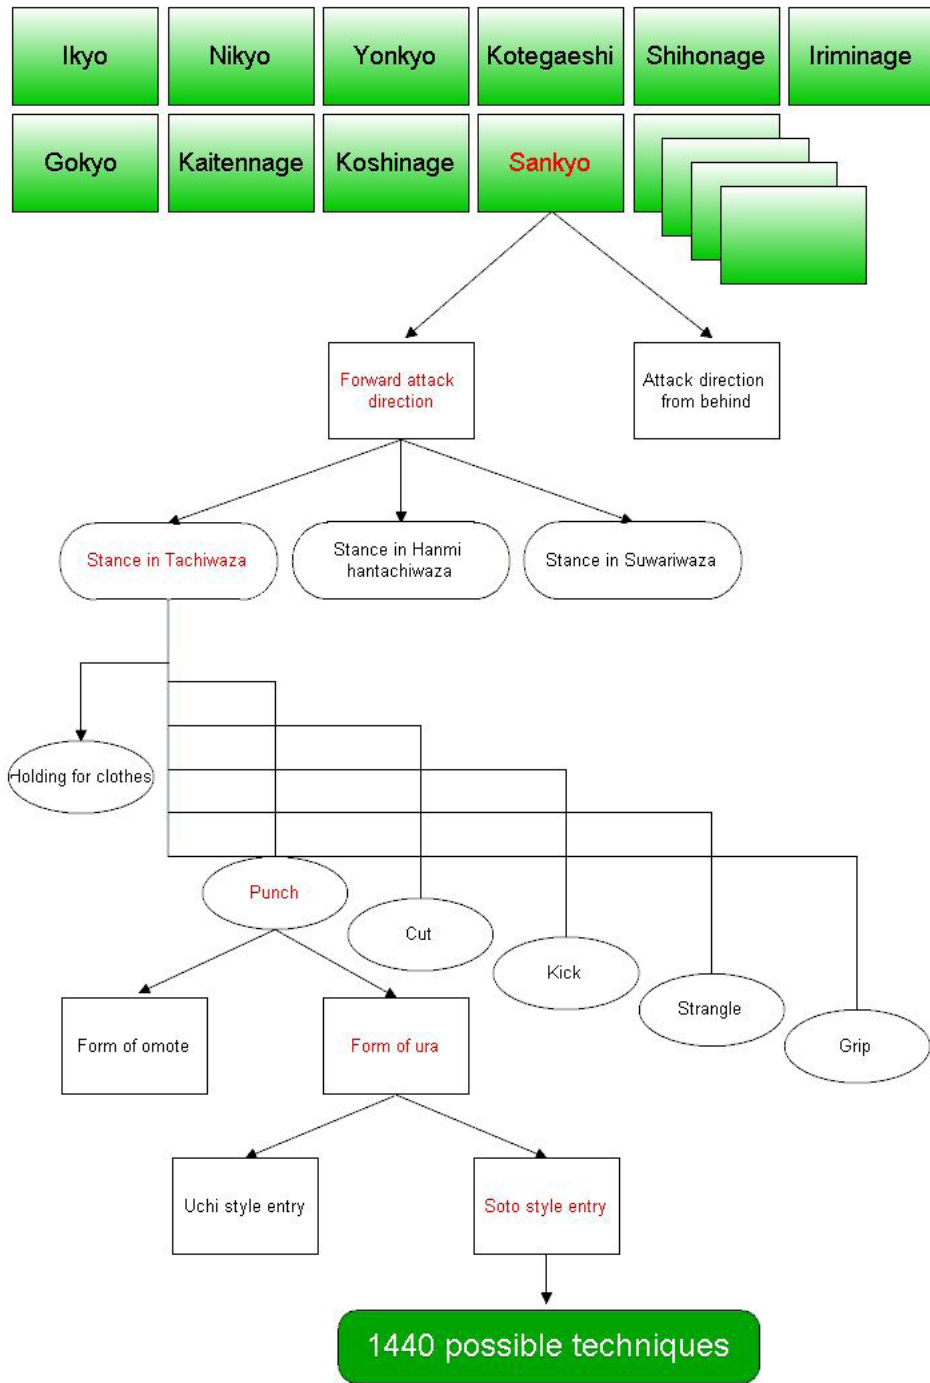 Ikyo
Nikyo
Yonkyo
Kotegaeshi
Shihonage
Iriminage
Gokyo
Kaitennage
Koshinage
Sankyo
Forward attack
direction
Attack direction
from behind
Stance in Tachiwaza
Stance in Hanmi
hantachiwaza
Stance in Suwariwaza
Holding for clothes
Punch
Cut
Kick
Strangle
Grip
Form of omote
Form of ura
Uchi style entry
Soto style entry
1440 possible techniques